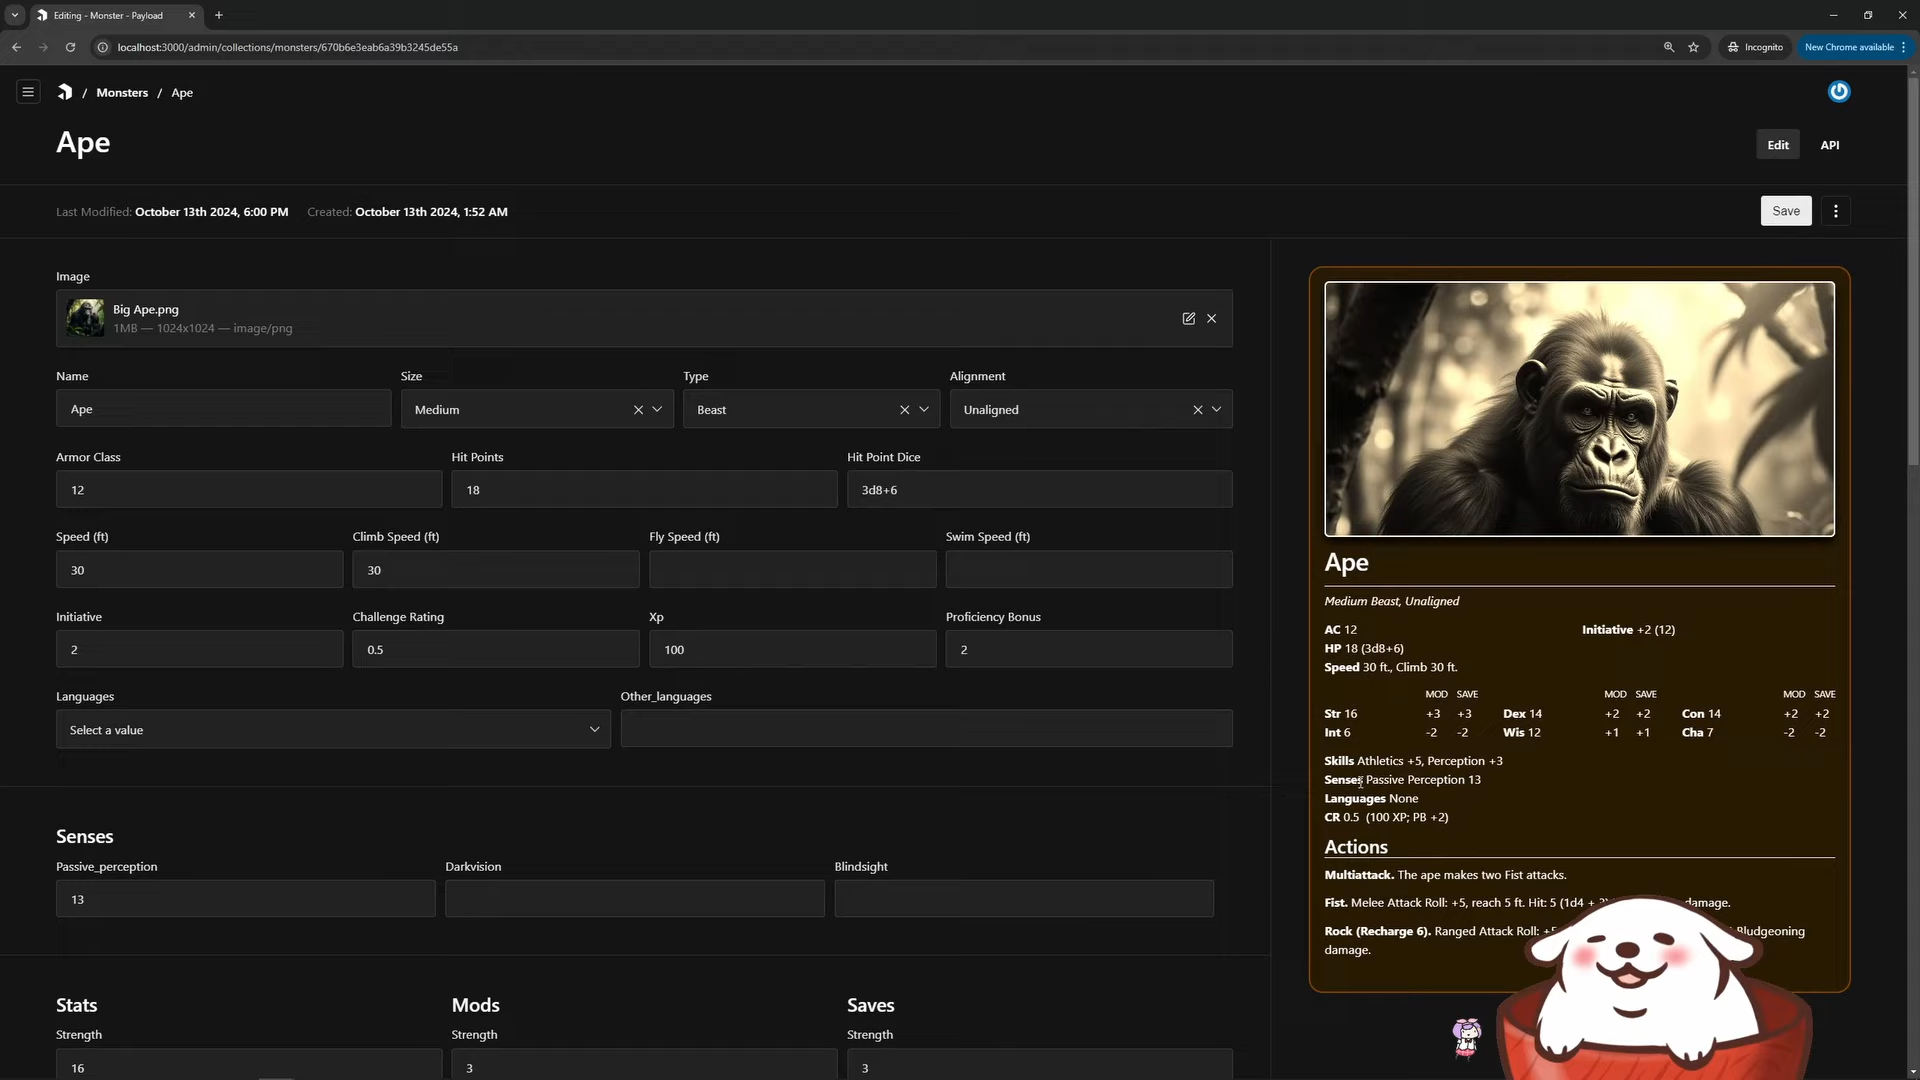 Editing - Monster - Payload
localhost:3000/admin/collections/monsters/670b6e3eab6a39b3245de55a
Incognito
New Chrome available
/ Monsters / Ape
Ape
Edit
API
Last Modified: October 13th 2024, 6:00 PM Created: October 13th 2024, 1:52 AM
Save
Image
Big Ape.png
1MB — 1024x1024 — image/png
Name
Size
Type
Alignment
Ape
Medium
Beast
Unaligned
Armor Class
Hit Points
Hit Point Dice
12
18
3d8+6
Speed (ft)
Climb Speed (ft)
Fly Speed (ft)
Swim Speed (ft)
30
30
Initiative
Challenge Rating
Xp
Proficiency Bonus
2
0.5
100
2
Languages
Other_languages
Select a value
Senses
Passive_perception
Darkvision
Blindsight
13
Stats
Mods
Saves
Strength
Strength
Strength
16
3
3
Ape
Medium Beast, Unaligned
AC 12
Initiative +2 (12)
HP 18 (3d8+6)
Speed 30 ft., Climb 30 ft.
MOD SAVE MOD SAVE MOD SAVE
Str 16 +3 +3 Dex 14 +2 +2 Con 14 +2 +2
Int 6 -2 -2 Wis 12 +1 +1 Cha 7 -2 -2
Skills Athletics +5, Perception +3
Senses Passive Perception 13
Languages None
CR 0.5 (100 XP; PB +2)
Actions
Multiattack. The ape makes two Fist attacks.
Fist. Melee Attack Roll: +5, reach 5 ft. Hit: 5 (1d4 + damage.
Rock (Recharge 6). Ranged Attack Roll: Bludgeoning
damage.